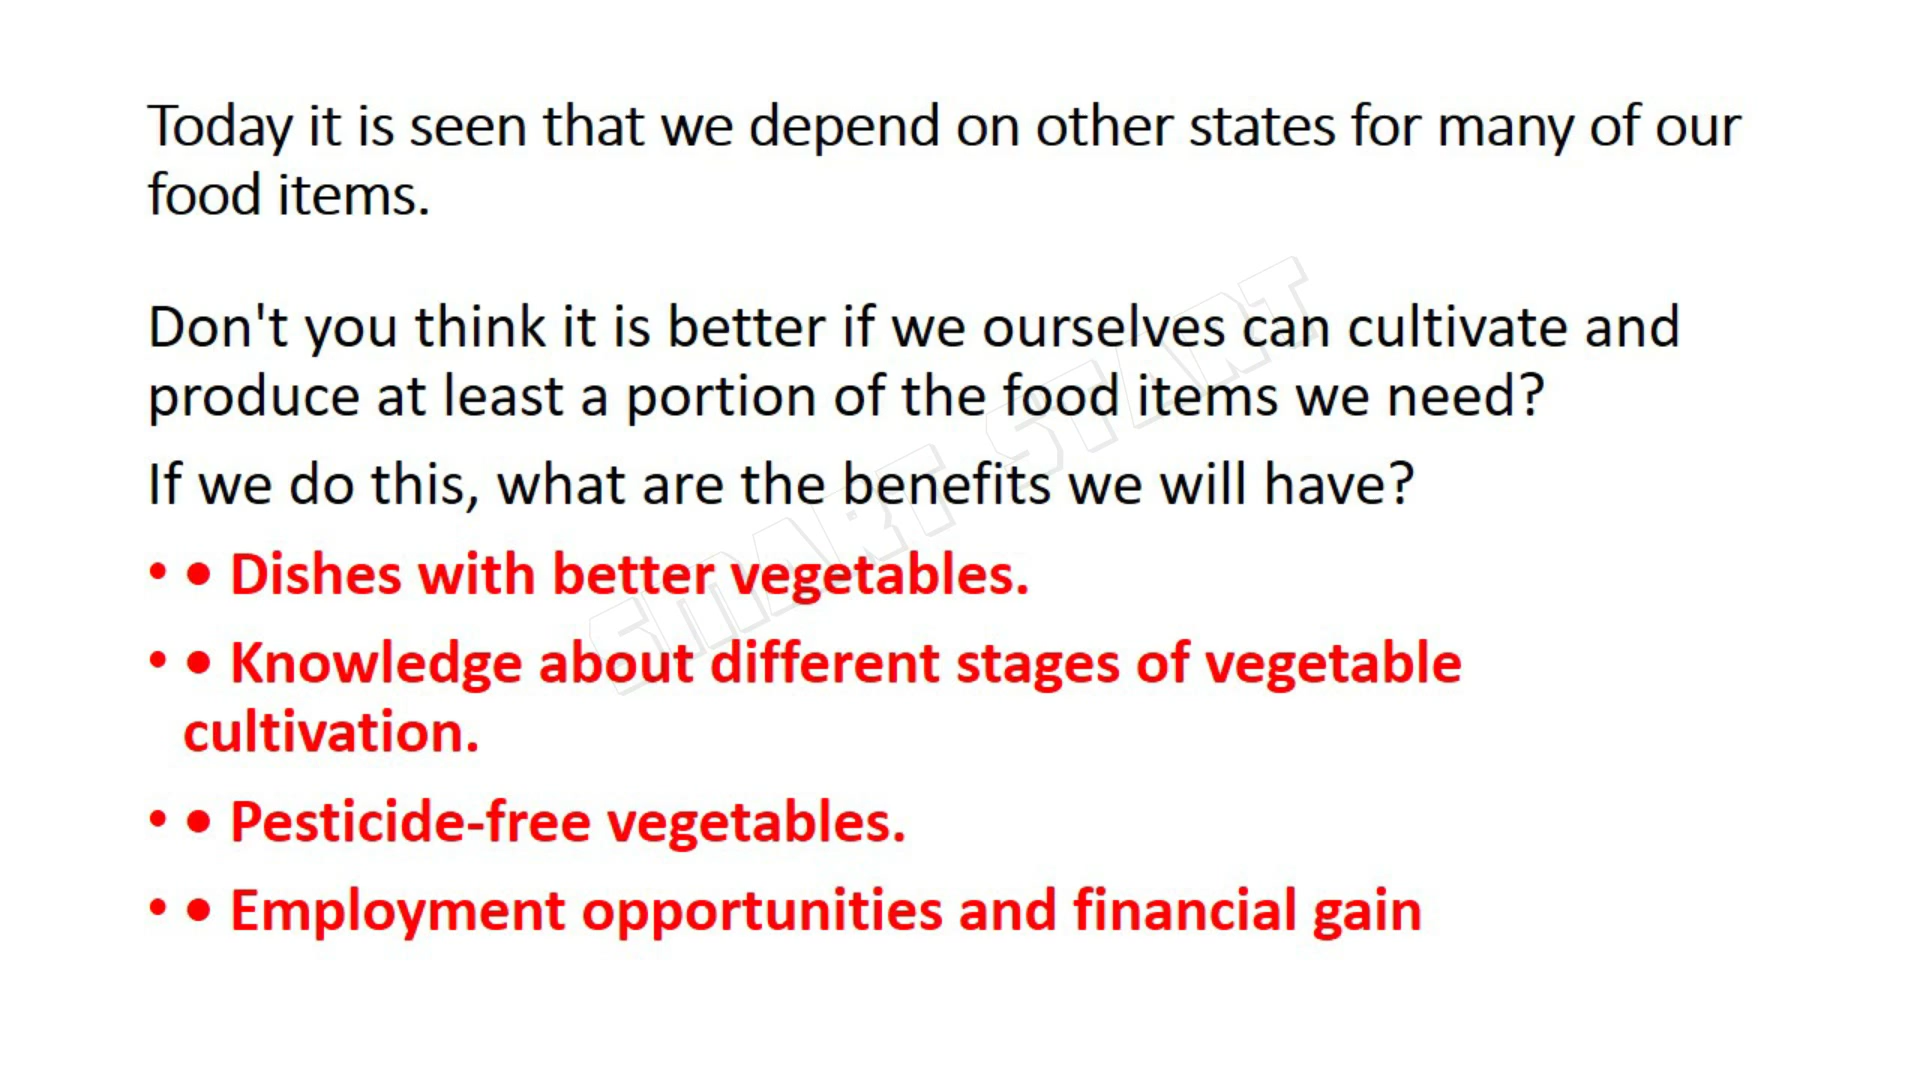 Today it is seen that we depend on other states for many of our
food items.
Don't you think it is better if we ourselves can cultivate and
produce at least a portion of the food items we need?
If we do this, what are the benefits we will have?
• • Dishes with better vegetables.
• • Knowledge about different stages of vegetable
cultivation.
• • Pesticide-free vegetables.
• • Employment opportunities and financial gain
SMART START